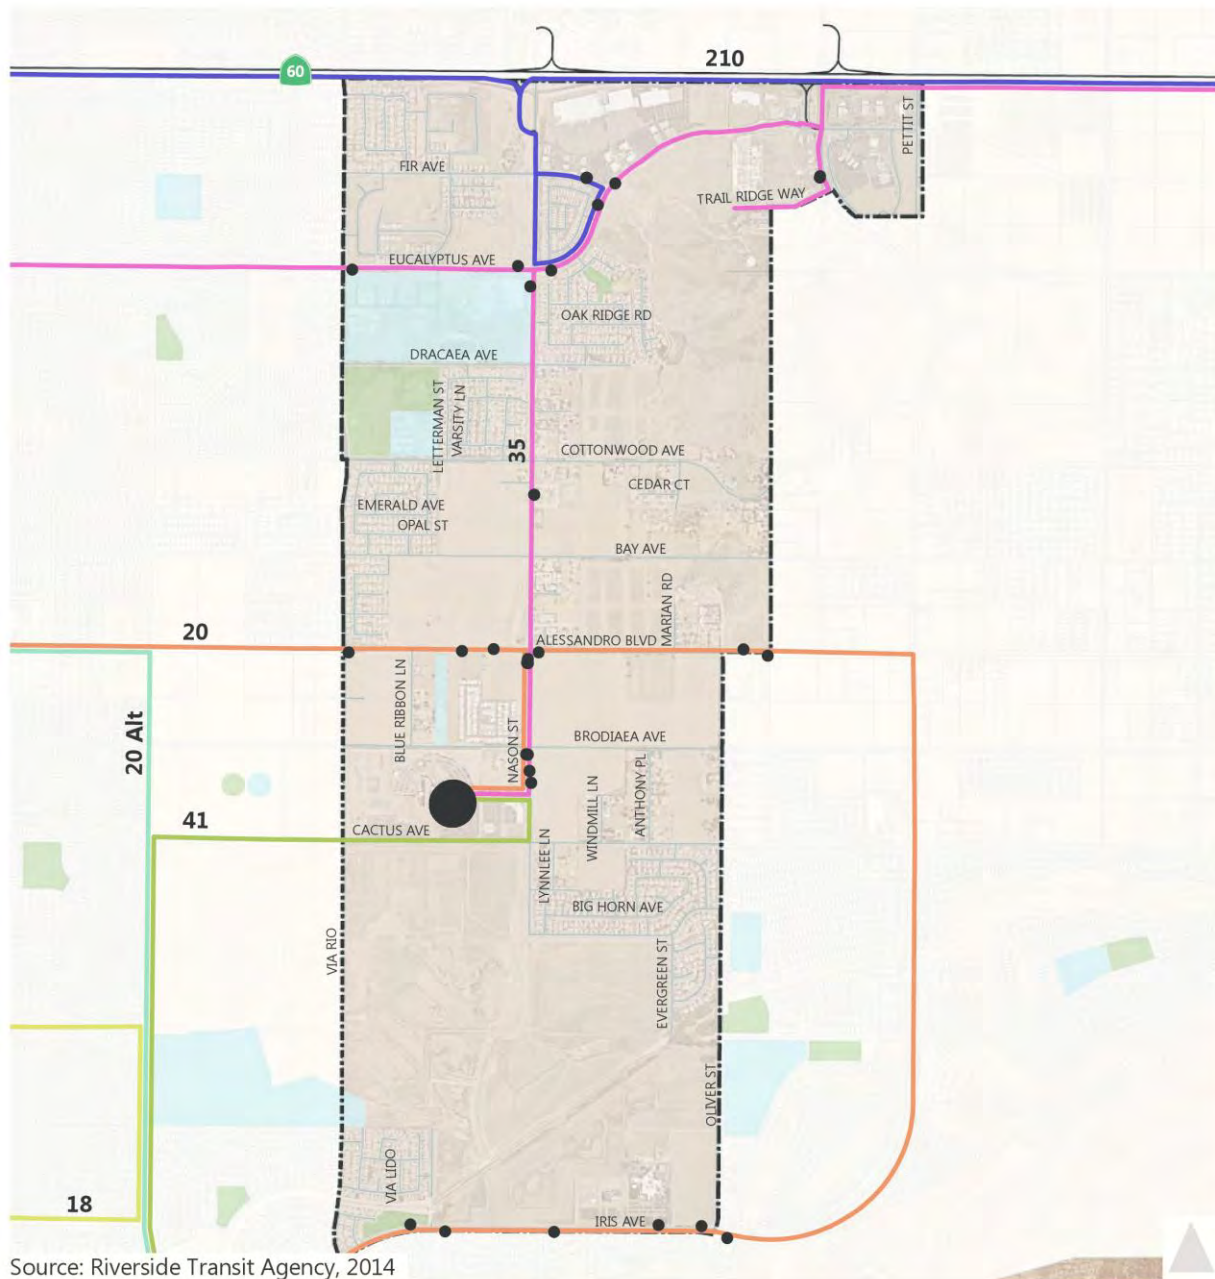 210
60
PETTIT ST
FIR AVE
TRAIL RIDGE WAY
EUCALYPTUS AVE
OAK RIDGE RD
DRACAEA AVE
LETTERMAN ST
VARSITY LN
35
COTTONWOOD AVE
CEDAR CT
EMERALD AVE
OPAL ST
BAY AVE
MARIAN RD
20
ALESSANDRO BLVD
BLUE RIBBON LN
NASON ST
20 Alt
BRODIAEA AVE
WINDMILL LN
ANTHONY PL
41
CACTUS AVE
LYNNLEE LN
BIG HORN AVE
VIA RIO
EVERGREEN ST
OLIVER ST
VIA LIDO
18
IRIS AVE
Source: Riverside Transit Agency, 2014